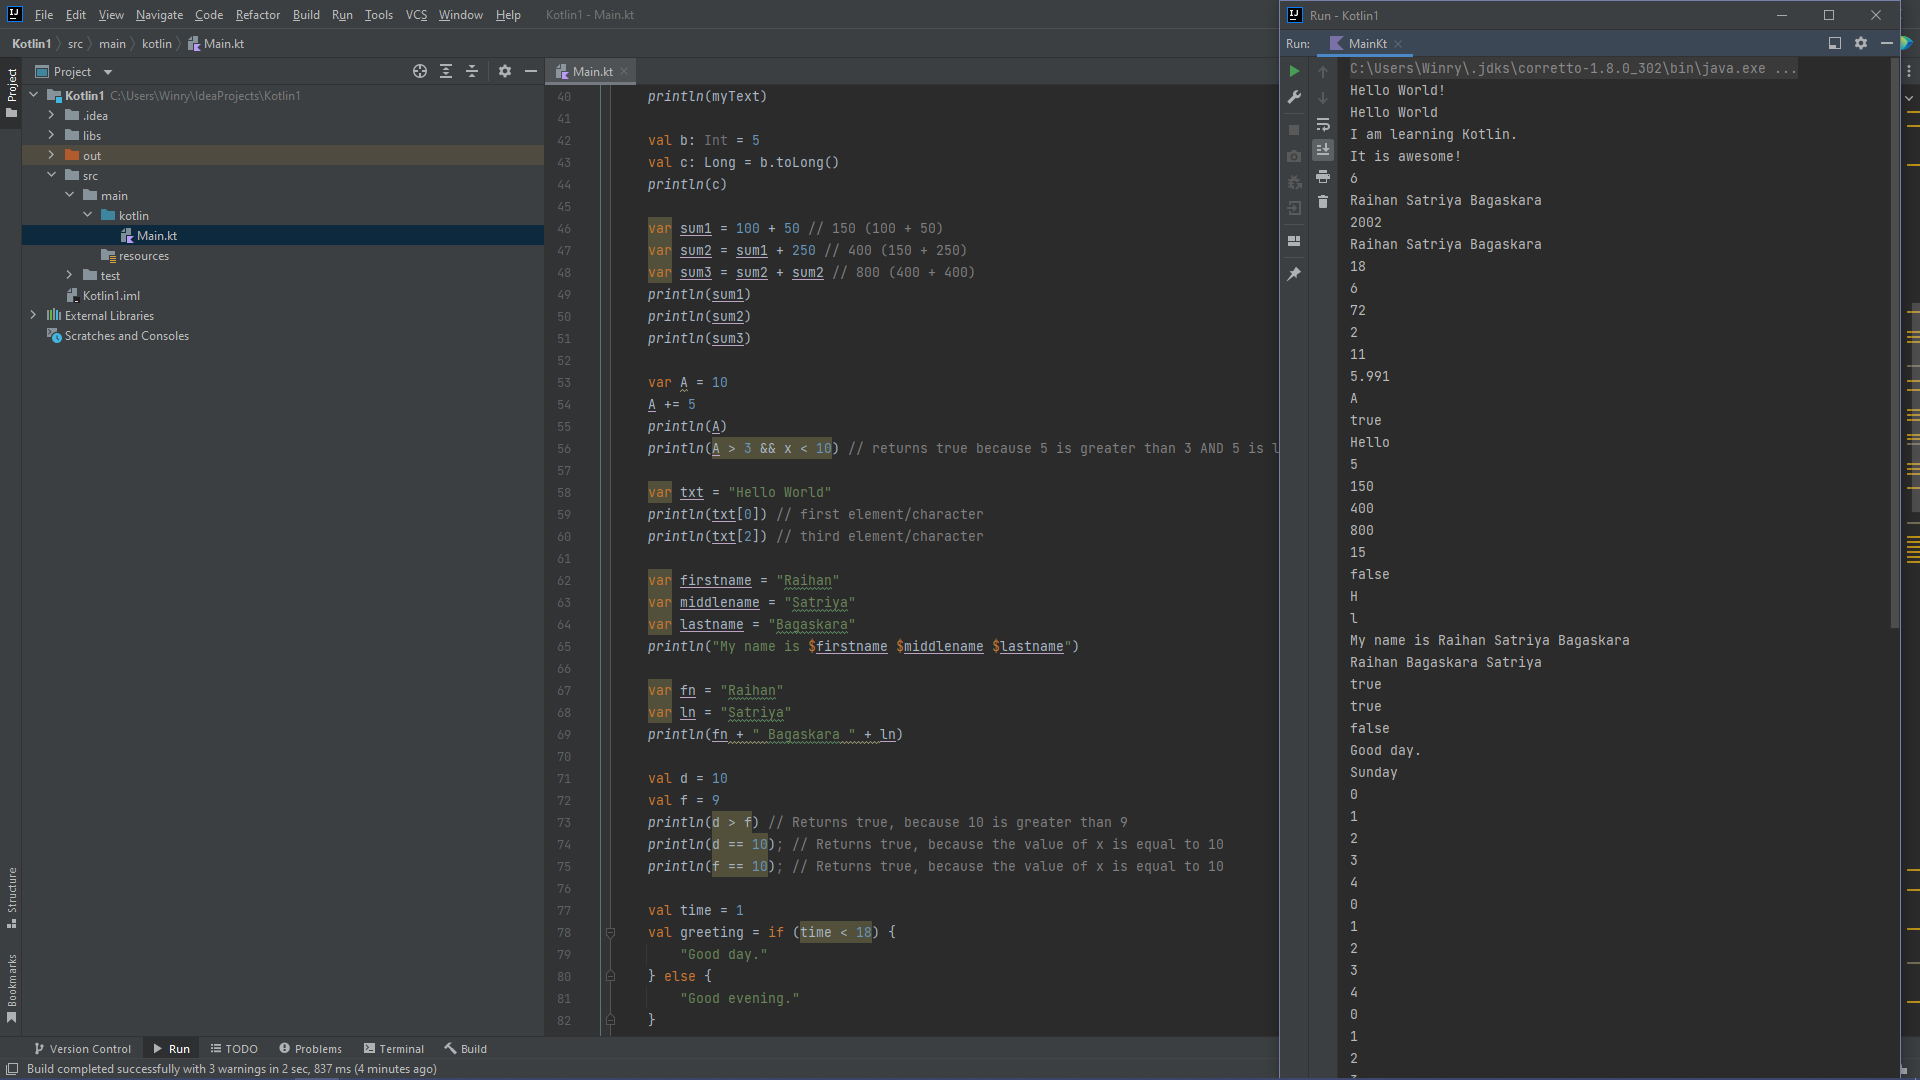 File Edit View Navigate Code Refactor Build Run Tools VCS Window Help Kotlin1 - Main.kt
Kotlin1 src main kotlin Main.kt
Project
Project
Kotlin1 C:\Users\Winry\IdeaProjects\Kotlin1
.idea
libs
out
src
main
kotlin
Main.kt
resources
test
Kotlin1.iml
External Libraries
Scratches and Consoles
Structure
Bookmarks
Main.kt
40 println(myText)
41
42 val b: Int = 5
43 val c: Long = b.toLong()
44 println(c)
45
46 var sum1 = 100 + 50 // 150 (100 + 50)
47 var sum2 = sum1 + 250 // 400 (150 + 250)
48 var sum3 = sum2 + sum2 // 800 (400 + 400)
49 println(sum1)
50 println(sum2)
51 println(sum3)
52
53 var A = 10
54 A += 5
55 println(A)
56 println(A > 3 && x < 10) // returns true because 5 is greater than 3 AND 5 is l
57
58 var txt = "Hello World"
59 println(txt[0]) // first element/character
60 println(txt[2]) // third element/character
61
62 var firstname = "Raihan"
63 var middlename = "Satriya"
64 var lastname = "Bagaskara"
65 println("My name is $firstname $middlename $lastname")
66
67 var fn = "Raihan"
68 var ln = "Satriya"
69 println(fn + " Bagaskara " + ln)
70
71 val d = 10
72 val f = 9
73 println(d > f) // Returns true, because 10 is greater than 9
74 println(d == 10); // Returns true, because the value of x is equal to 10
75 println(f == 10); // Returns true, because the value of x is equal to 10
76
77 val time = 1
78 val greeting = if (time < 18) {
79 "Good day."
80 } else {
81 "Good evening."
82 }
Run - Kotlin1
Run: MainKt
C:\Users\Winry\.jdks\corretto-1.8.0_302\bin\java.exe ...
Hello World!
Hello World
I am learning Kotlin.
It is awesome!
6
Raihan Satriya Bagaskara
2002
Raihan Satriya Bagaskara
18
6
72
2
11
5.991
A
true
Hello
5
150
400
800
15
false
H
l
My name is Raihan Satriya Bagaskara
Raihan Bagaskara Satriya
true
true
false
Good day.
Sunday
0
1
2
3
4
0
1
2
3
4
0
1
2
Version Control Run TODO Problems Terminal Build
Build completed successfully with 3 warnings in 2 sec, 837 ms (4 minutes ago)